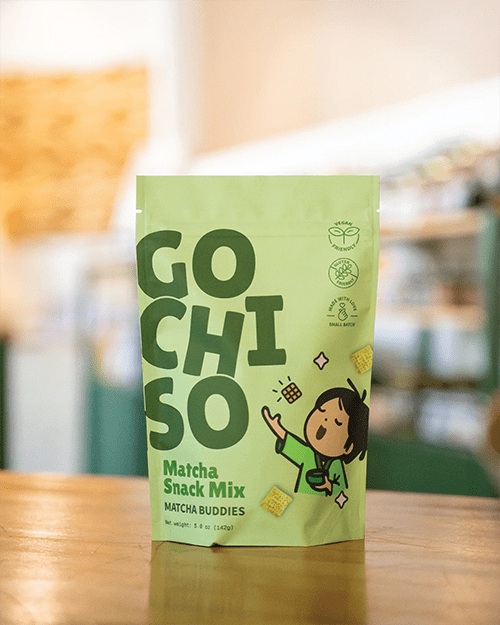 GO
CHI
SO
VEGAN
FRIENDLY
GLUTEN
FRIENDLY
MADE WITH LOVE
SMALL BATCH
Matcha
Snack Mix
MATCHA BUDDIES
Net weight: 5.0 oz (142g)